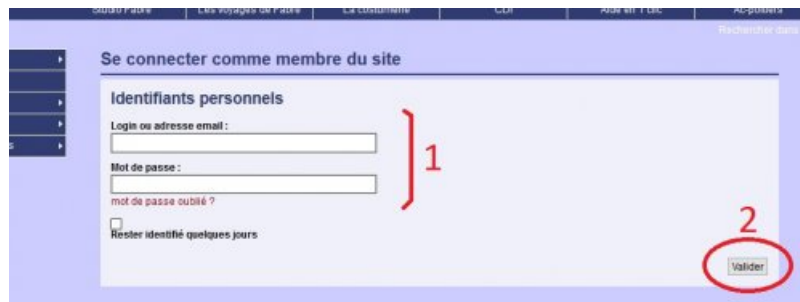 Studio Fabre Les voyages de Fabre La costumerie CDI Aide en 1 clic Ac-poitiers
Rechercher dans
Se connecter comme membre du site
Identifiants personnels
Login ou adresse email :
1
Mot de passe :
mot de passe oublié ?
Rester identifié quelques jours
2
Valider